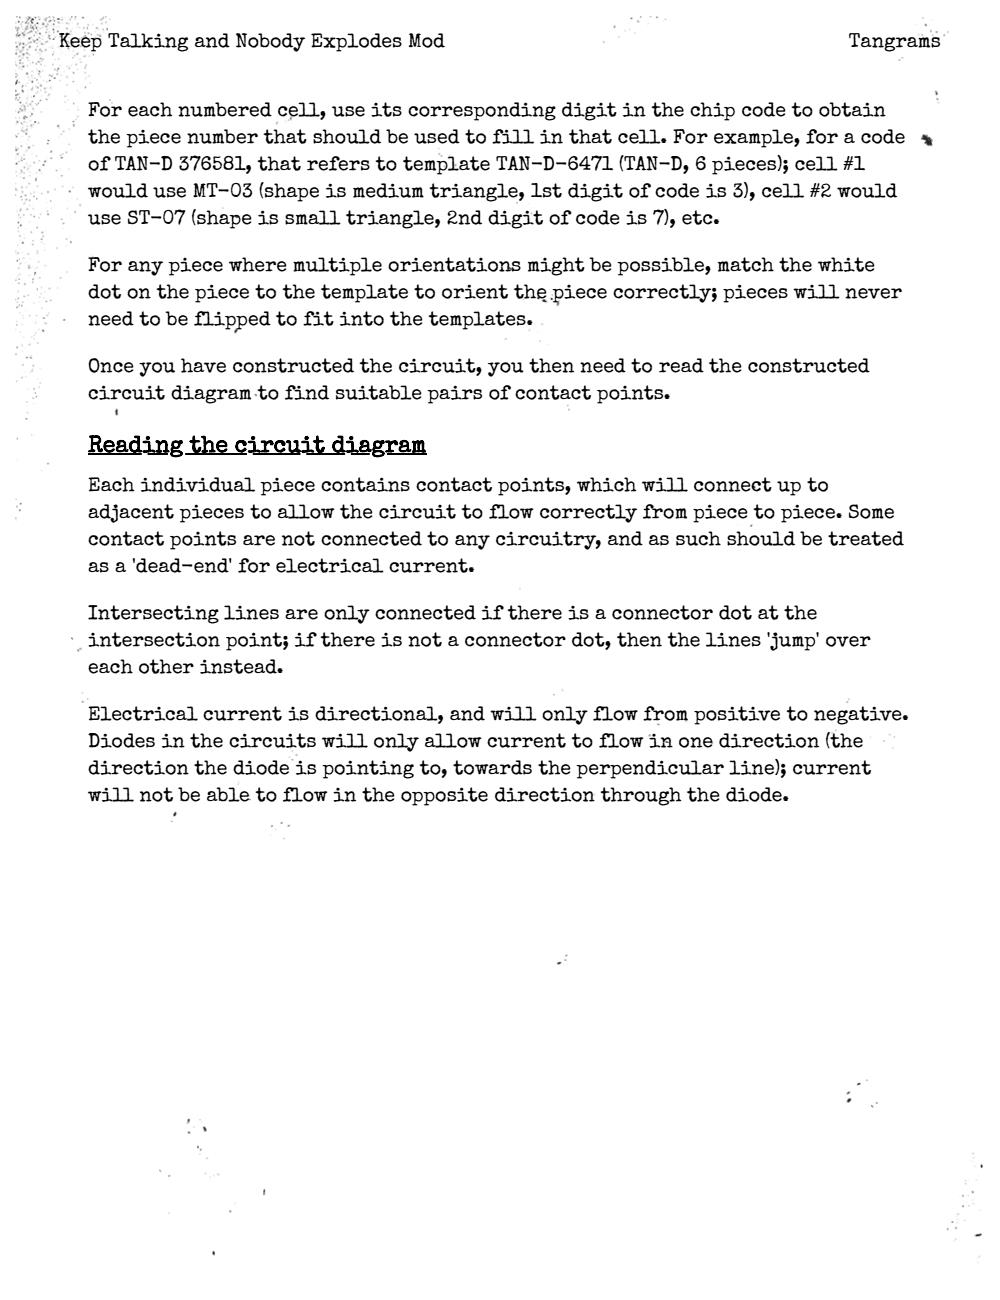 Keep Talking and Nobody Explodes Mod
Tangrams
For each numbered cell, use its corresponding digit in the chip code to obtain
the piece number that should be used to fill in that cell. For example, for a code
of TAN-D 376581, that refers to template TAN-D-6471 (TAN-D, 6 pieces); cell #1
would use MT-03 (shape is medium triangle, 1st digit of code is 3), cell #2 would
use ST-07 (shape is small triangle, 2nd digit of code is 7), etc.
For any piece where multiple orientations might be possible, match the white
dot on the piece to the template to orient the piece correctly; pieces will never
need to be flipped to fit into the templates.
Once you have constructed the circuit, you then need to read the constructed
circuit diagram to find suitable pairs of contact points.
Reading the circuit diagram
Each individual piece contains contact points, which will connect up to
adjacent pieces to allow the circuit to flow correctly from piece to piece. Some
contact points are not connected to any circuitry, and as such should be treated
as a 'dead-end' for electrical current.
Intersecting lines are only connected if there is a connector dot at the
intersection point; if there is not a connector dot, then the lines 'jump' over
each other instead.
Electrical current is directional, and will only flow from positive to negative.
Diodes in the circuits will only allow current to flow in one direction (the
direction the diode is pointing to, towards the perpendicular line); current
will not be able to flow in the opposite direction through the diode.